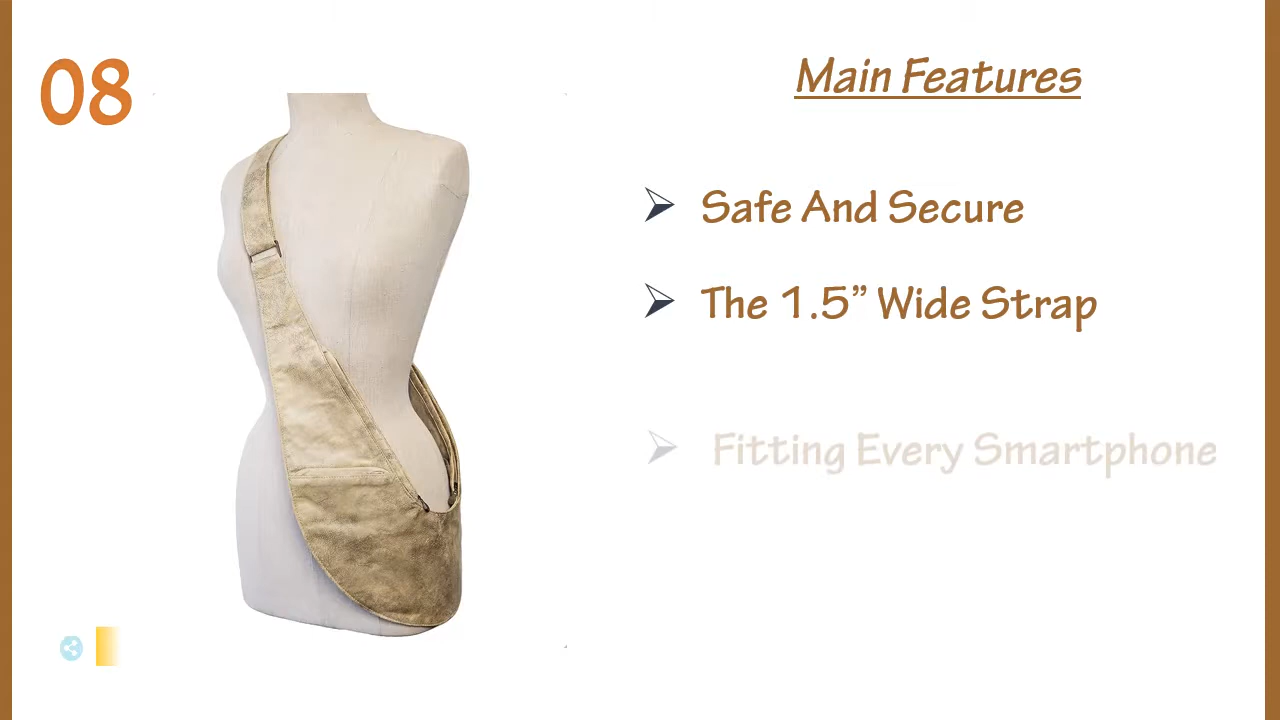 08
Main Features
Safe And Secure
The 1.5” Wide Strap
Fitting Every Smartphone